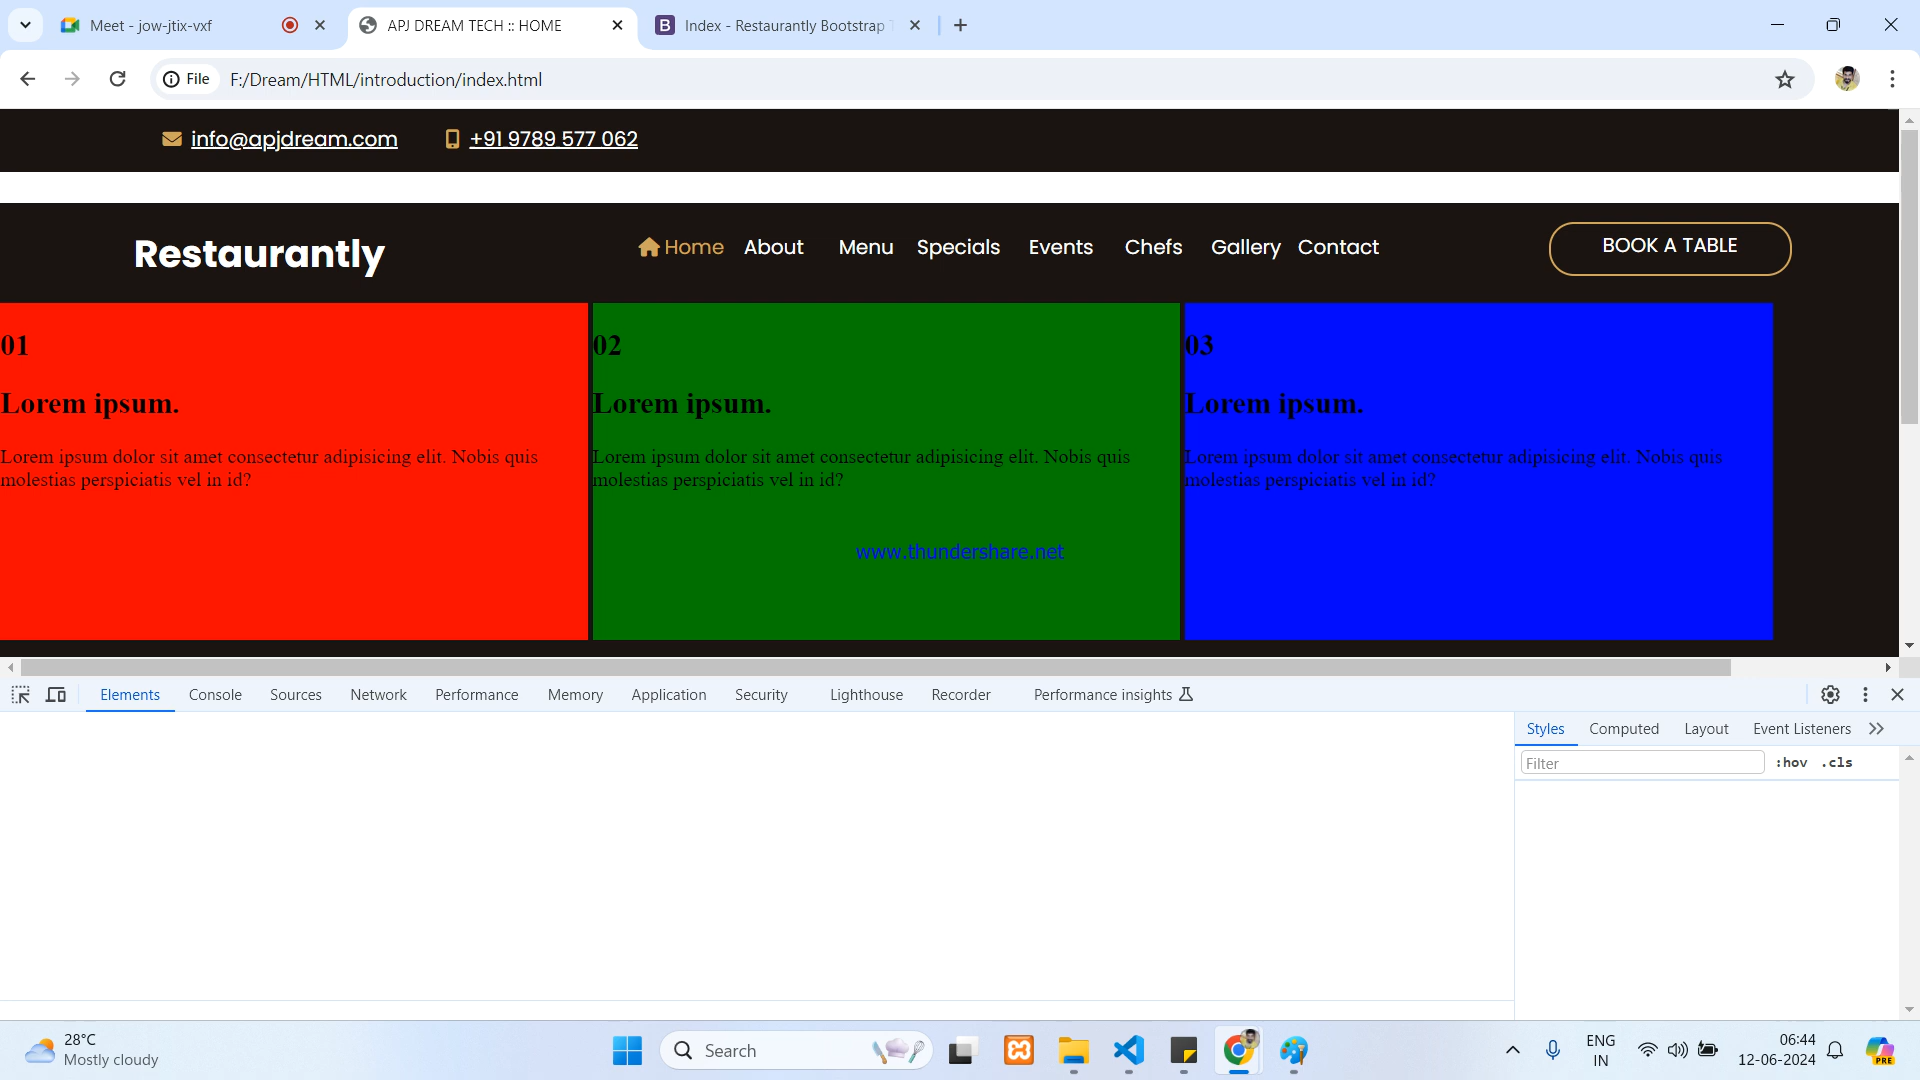 Meet - jow-jtix-vxf
APJ DREAM TECH :: HOME
Index - Restaurantly Bootstrap
File
F:/Dream/HTML/introduction/index.html
info@apjdream.com
+91 9789 577 062
Restaurantly
Home About Menu Specials Events Chefs Gallery Contact
BOOK A TABLE
01
Lorem ipsum.
Lorem ipsum dolor sit amet consectetur adipisicing elit. Nobis quis
molestias perspiciatis vel in id?
02
Lorem ipsum.
Lorem ipsum dolor sit amet consectetur adipisicing elit. Nobis quis
molestias perspiciatis vel in id?
www.thundershare.net
03
Lorem ipsum.
Lorem ipsum dolor sit amet consectetur adipisicing elit. Nobis quis
molestias perspiciatis vel in id?
Elements Console Sources Network Performance Memory Application Security Lighthouse Recorder Performance insights
Styles Computed Layout Event Listeners
Filter
:hov .cls
28°C
Mostly cloudy
Search
ENG
IN
06:44
12-06-2024
PRE